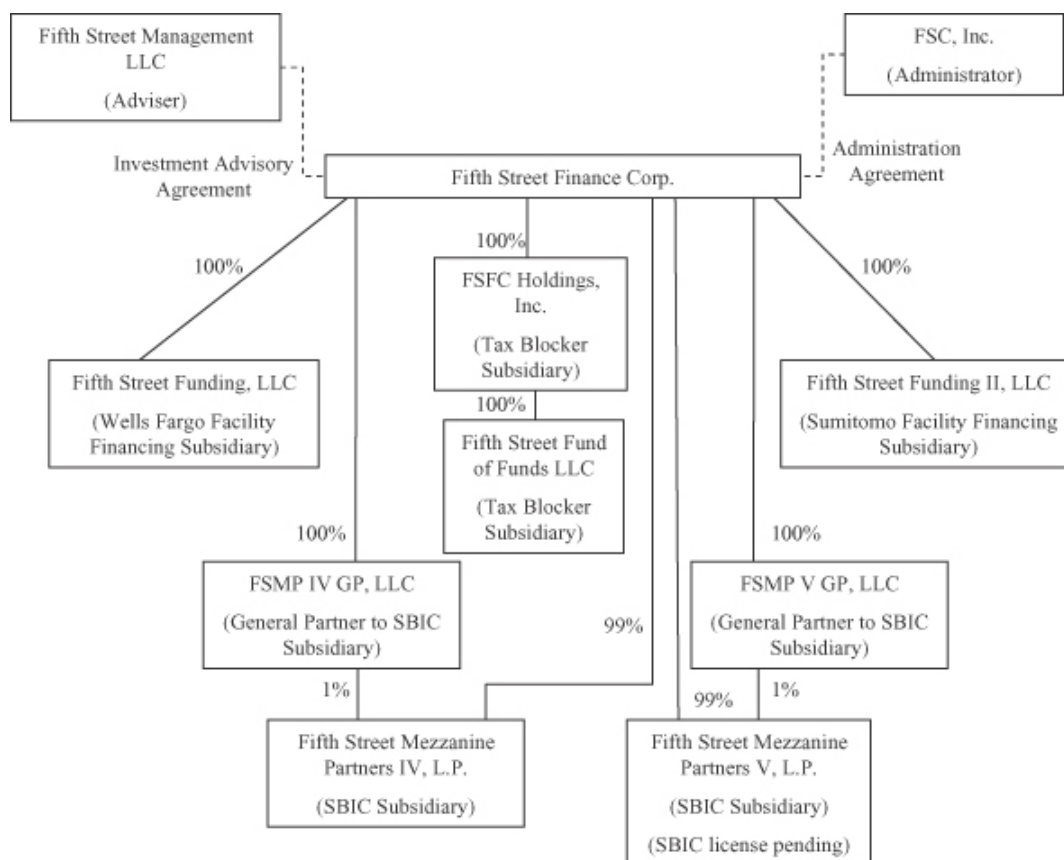 Fifth Street Management
LLC
(Adviser)
FSC, Inc.
(Administrator)
Investment Advisory
Agreement
Administration
Agreement
Fifth Street Finance Corp.
100%
100%
100%
FSFC Holdings,
Inc.
(Tax Blocker
Subsidiary)
Fifth Street Funding, LLC
(Wells Fargo Facility
Financing Subsidiary)
Fifth Street Funding II, LLC
(Sumitomo Facility Financing
Subsidiary)
100%
Fifth Street Fund
of Funds LLC
(Tax Blocker
Subsidiary)
100%
100%
FSMP IV GP, LLC
(General Partner to SBIC
Subsidiary)
99%
FSMP V GP, LLC
(General Partner to SBIC
Subsidiary)
1%
99%
1%
Fifth Street Mezzanine
Partners IV, L.P.
(SBIC Subsidiary)
Fifth Street Mezzanine
Partners V, L.P.
(SBIC Subsidiary)
(SBIC license pending)